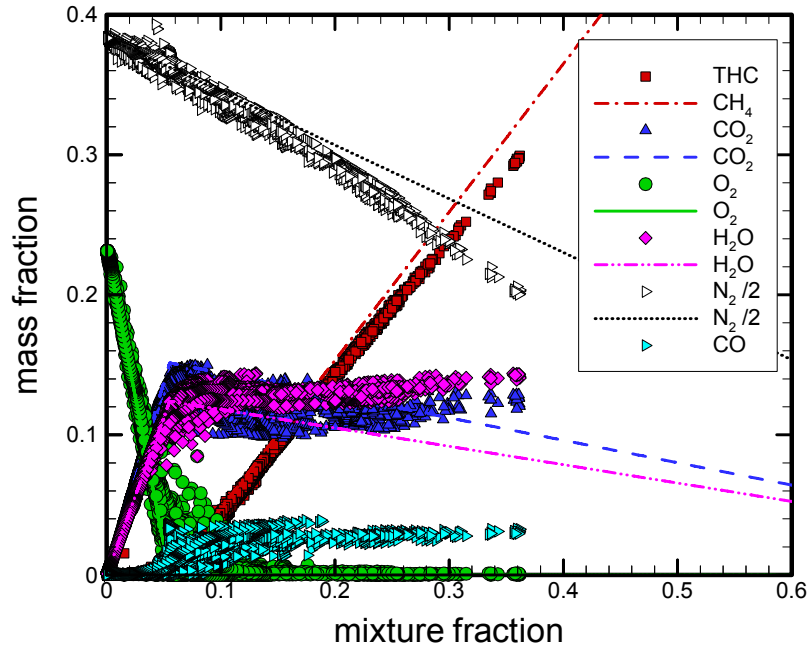 0.4
0.3
0.2
0.1
0
0
0.1
0.2
0.3
0.4
0.5
0.6
mass fraction
mixture fraction
THC
CH₄
CO₂
CO₂
O₂
O₂
H₂O
H₂O
N₂ /2
N₂ /2
CO